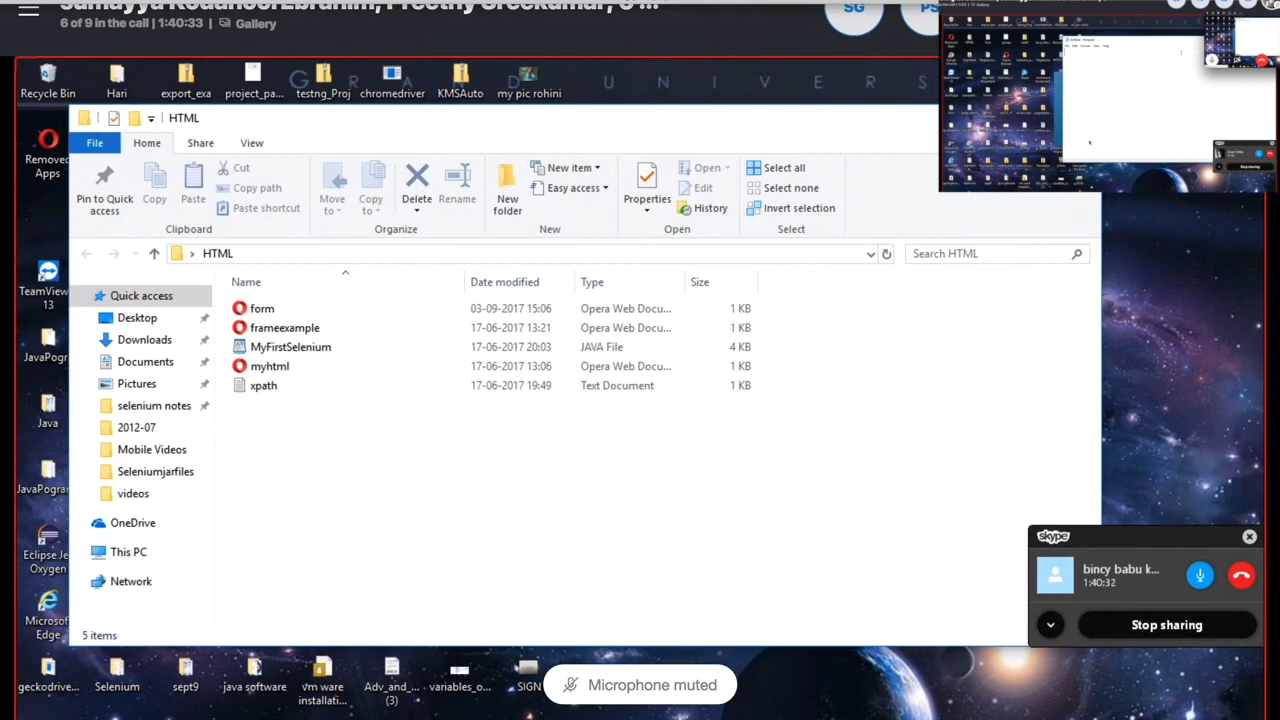 6 of 9 in the call | 1:40:33 | Gallery
SG
PS
G R A D U N I V E R S
Recycle Bin
Hari
export_exa
project_pa...
testng_Proj
chromedriver
KMSAuto
my pic rohini
HTML
File
Home
Share
View
Removed
Apps
Pin to Quick
access
Copy
Paste
Cut
Copy path
Paste shortcut
Move
to
Copy
to
Delete
Rename
New
folder
New item
Easy access
Properties
Open
Edit
History
Select all
Select none
Invert selection
Clipboard
Organize
New
Open
Select
HTML
Search HTML
Name
Date modified
Type
Size
Quick access
Desktop
Downloads
Documents
Pictures
selenium notes
2012-07
Mobile Videos
Seleniumjarfiles
videos
OneDrive
This PC
Network
form 03-09-2017 15:06 Opera Web Docu... 1 KB
frameexample 17-06-2017 13:21 Opera Web Docu... 1 KB
MyFirstSelenium 17-06-2017 20:03 JAVA File 4 KB
myhtml 17-06-2017 13:06 Opera Web Docu... 1 KB
xpath 17-06-2017 19:49 Text Document 1 KB
TeamView
13
JavaPogr
Java
JavaPogran
Eclipse Je
Oxygen
Microsof
Edge
5 items
skype
bincy babu k...
1:40:32
Stop sharing
geckodrive...
Selenium
sept9
java software
vm ware
installati...
Adv_and_...
(3)
variables_o...
SIGN
Microphone muted